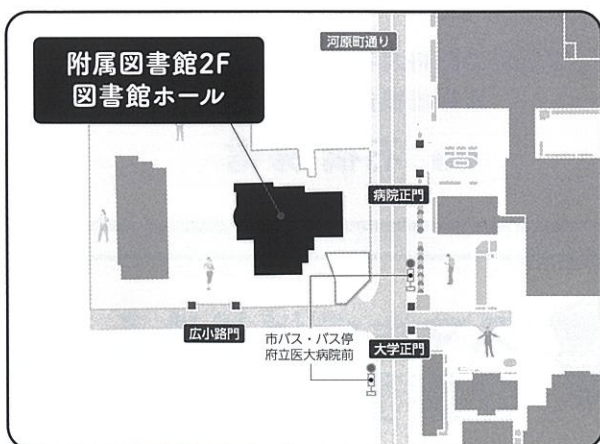 河原町通り
附属図書館2F
図書館ホール
病院正門
広小路門
市バス・バス停
府立医大病院前
大学正門